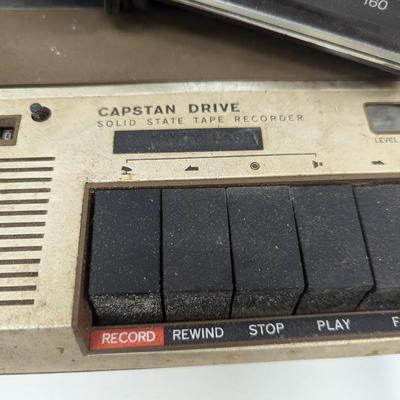 160
CAPSTAN DRIVE
SOLID STATE TAPE RECORDER
LEVEL
RECORD REWIND STOP PLAY F